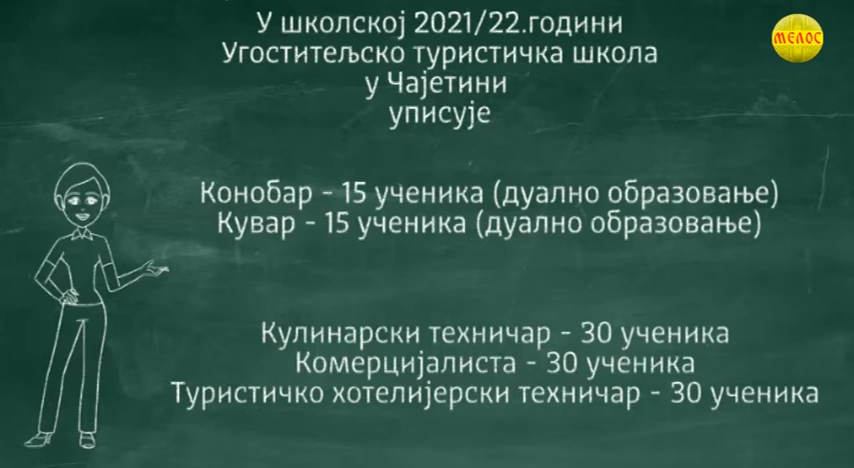 У школској 2021/22.години
Угоститељско туристичка школа
у Чајетини
уписује
МЕЛОС
Конобар - 15 ученика (дуално образовање)
Кувар - 15 ученика (дуално образовање)
Кулинарски техничар - 30 ученика
Комерцијалиста - 30 ученика
Туристичко хотелијерски техничар - 30 ученика